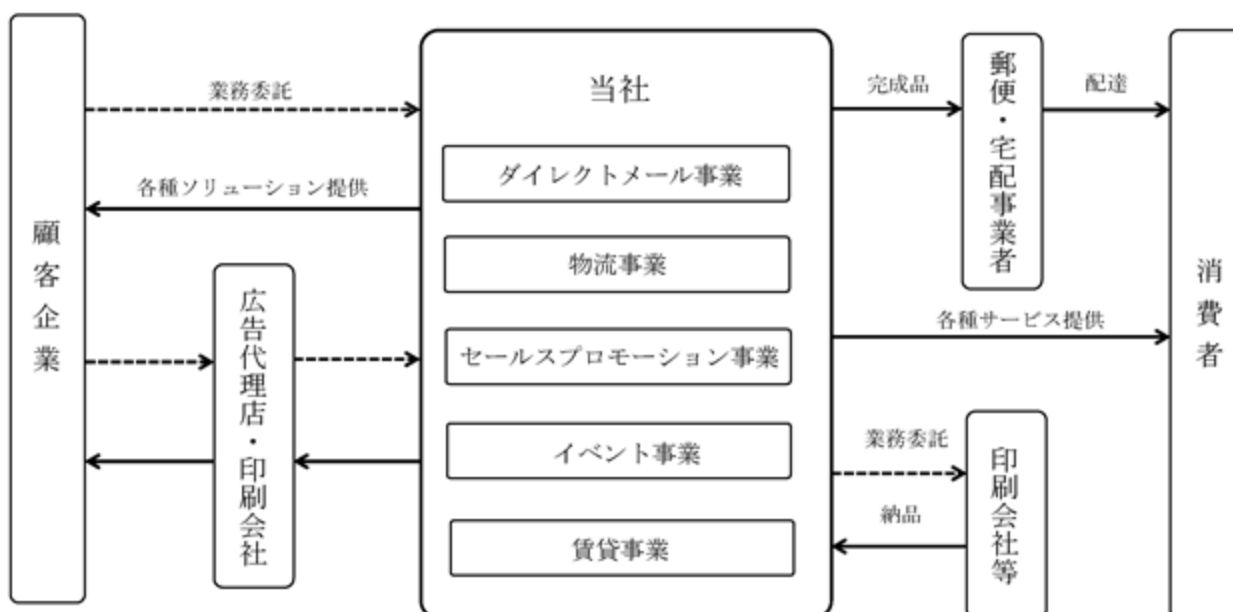 顧客企業
業務委託
各種ソリューション提供
広告代理店・印刷会社
当社
ダイレクトメール事業
物流事業
セールスプロモーション事業
イベント事業
賃貸事業
完成品
郵便・宅配事業者
配達
各種サービス提供
業務委託
納品
印刷会社等
消費者